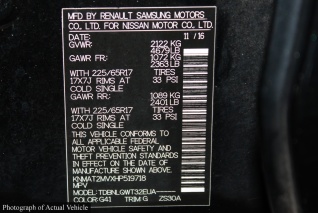 MFD BY RENAULT SAMSUNG MOTORS
CO., LTD. FOR NISSAN MOTOR CO., LTD.
DATE: 11 / 16
GVWR: 2122 KG
4679 LB
GAWR FR: 1072 KG
2363 LB
WITH 225/65R17 TIRES
17X7J RIMS AT 33 PSI
COLD SINGLE
GAWR RR: 1089 KG
2401 LB
WITH 225/65R17 TIRES
17X7J RIMS AT 33 PSI
COLD SINGLE
THIS VEHICLE CONFORMS TO
ALL APPLICABLE FEDERAL
MOTOR VEHICLE SAFETY AND
THEFT PREVENTION STANDARDS
IN EFFECT ON THE DATE OF
MANUFACTURE SHOWN ABOVE.
KNMAT2MVXHP519718
MPV
MODEL: TDBNLQWT32EUA
COLOR: G41 TRIM: G ZS30A
Photograph of Actual Vehicle